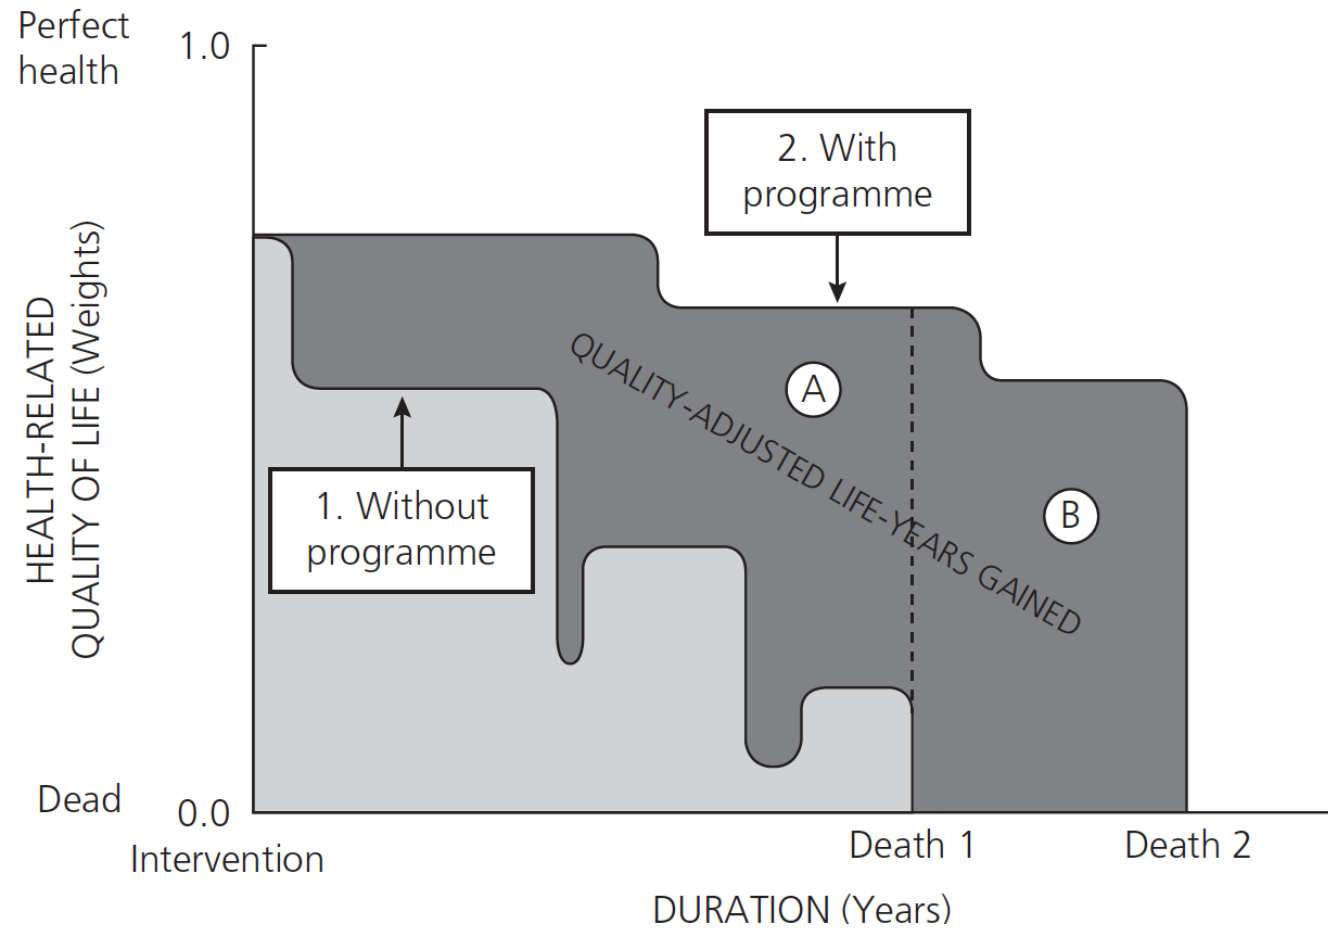 Perfect
health
1.0
2. With
programme
HEALTH-RELATED
QUALITY OF LIFE (Weights)
QUALITY-ADJUSTED LIFE-YEARS GAINED
A
B
1. Without
programme
Dead
0.0
Intervention
Death 1
Death 2
DURATION (Years)